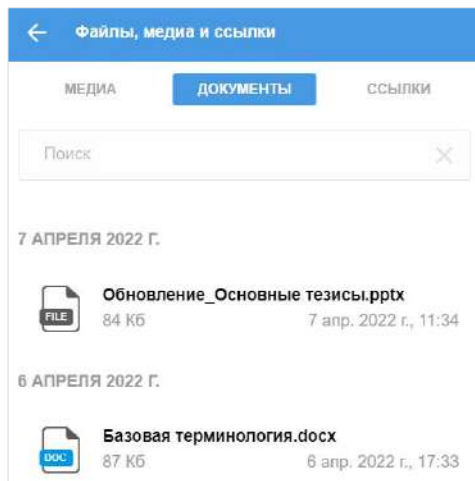 Файлы, медиа и ссылки
МЕДИА ДОКУМЕНТЫ ССЫЛКИ
Поиск
7 АПРЕЛЯ 2022 Г.
Обновление_Основные тезисы.pptx
FILE 84 Кб 7 апр. 2022 г., 11:34
6 АПРЕЛЯ 2022 Г.
Базовая терминология.docx
DOC 87 Кб 6 апр. 2022 г., 17:33